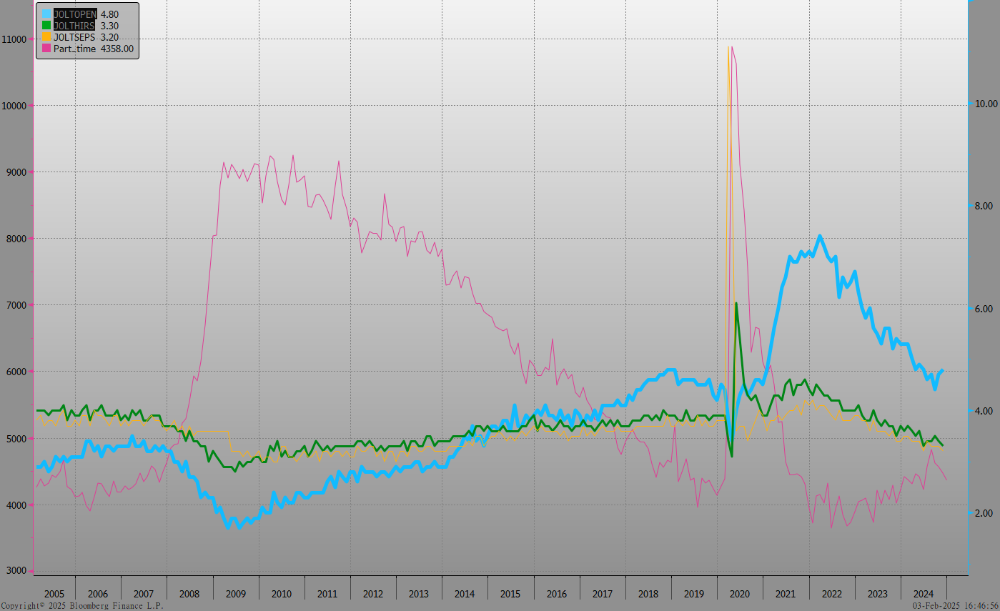 JOLTOPEN 4.80
JOLTHIRS 3.30
JOLTSEPS 3.20
Part_time 4358.00
11000
10000
9000
8000
7000
6000
5000
4000
3000
10.00
8.00
6.00
4.00
2.00
2005 2006 2007 2008 2009 2010 2011 2012 2013 2014 2015 2016 2017 2018 2019 2020 2021 2022 2023 2024
Copyright© 2025 Bloomberg Finance L.P. 03-Feb-2025 16:46:56